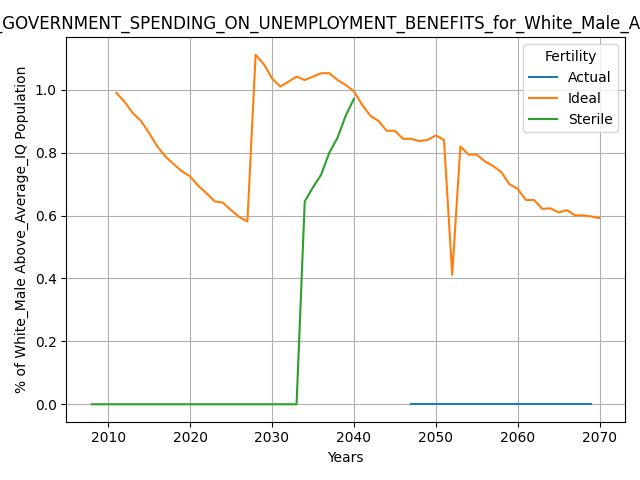 _GOVERNMENT_SPENDING_ON_UNEMPLOYMENT_BENEFITS_for_White_Male_A
% of White_Male Above_Average_IQ Population
1.0
0.8
0.6
0.4
0.2
0.0
Fertility
Actual
Ideal
Sterile
2010 2020 2030 2040 2050 2060 2070
Years